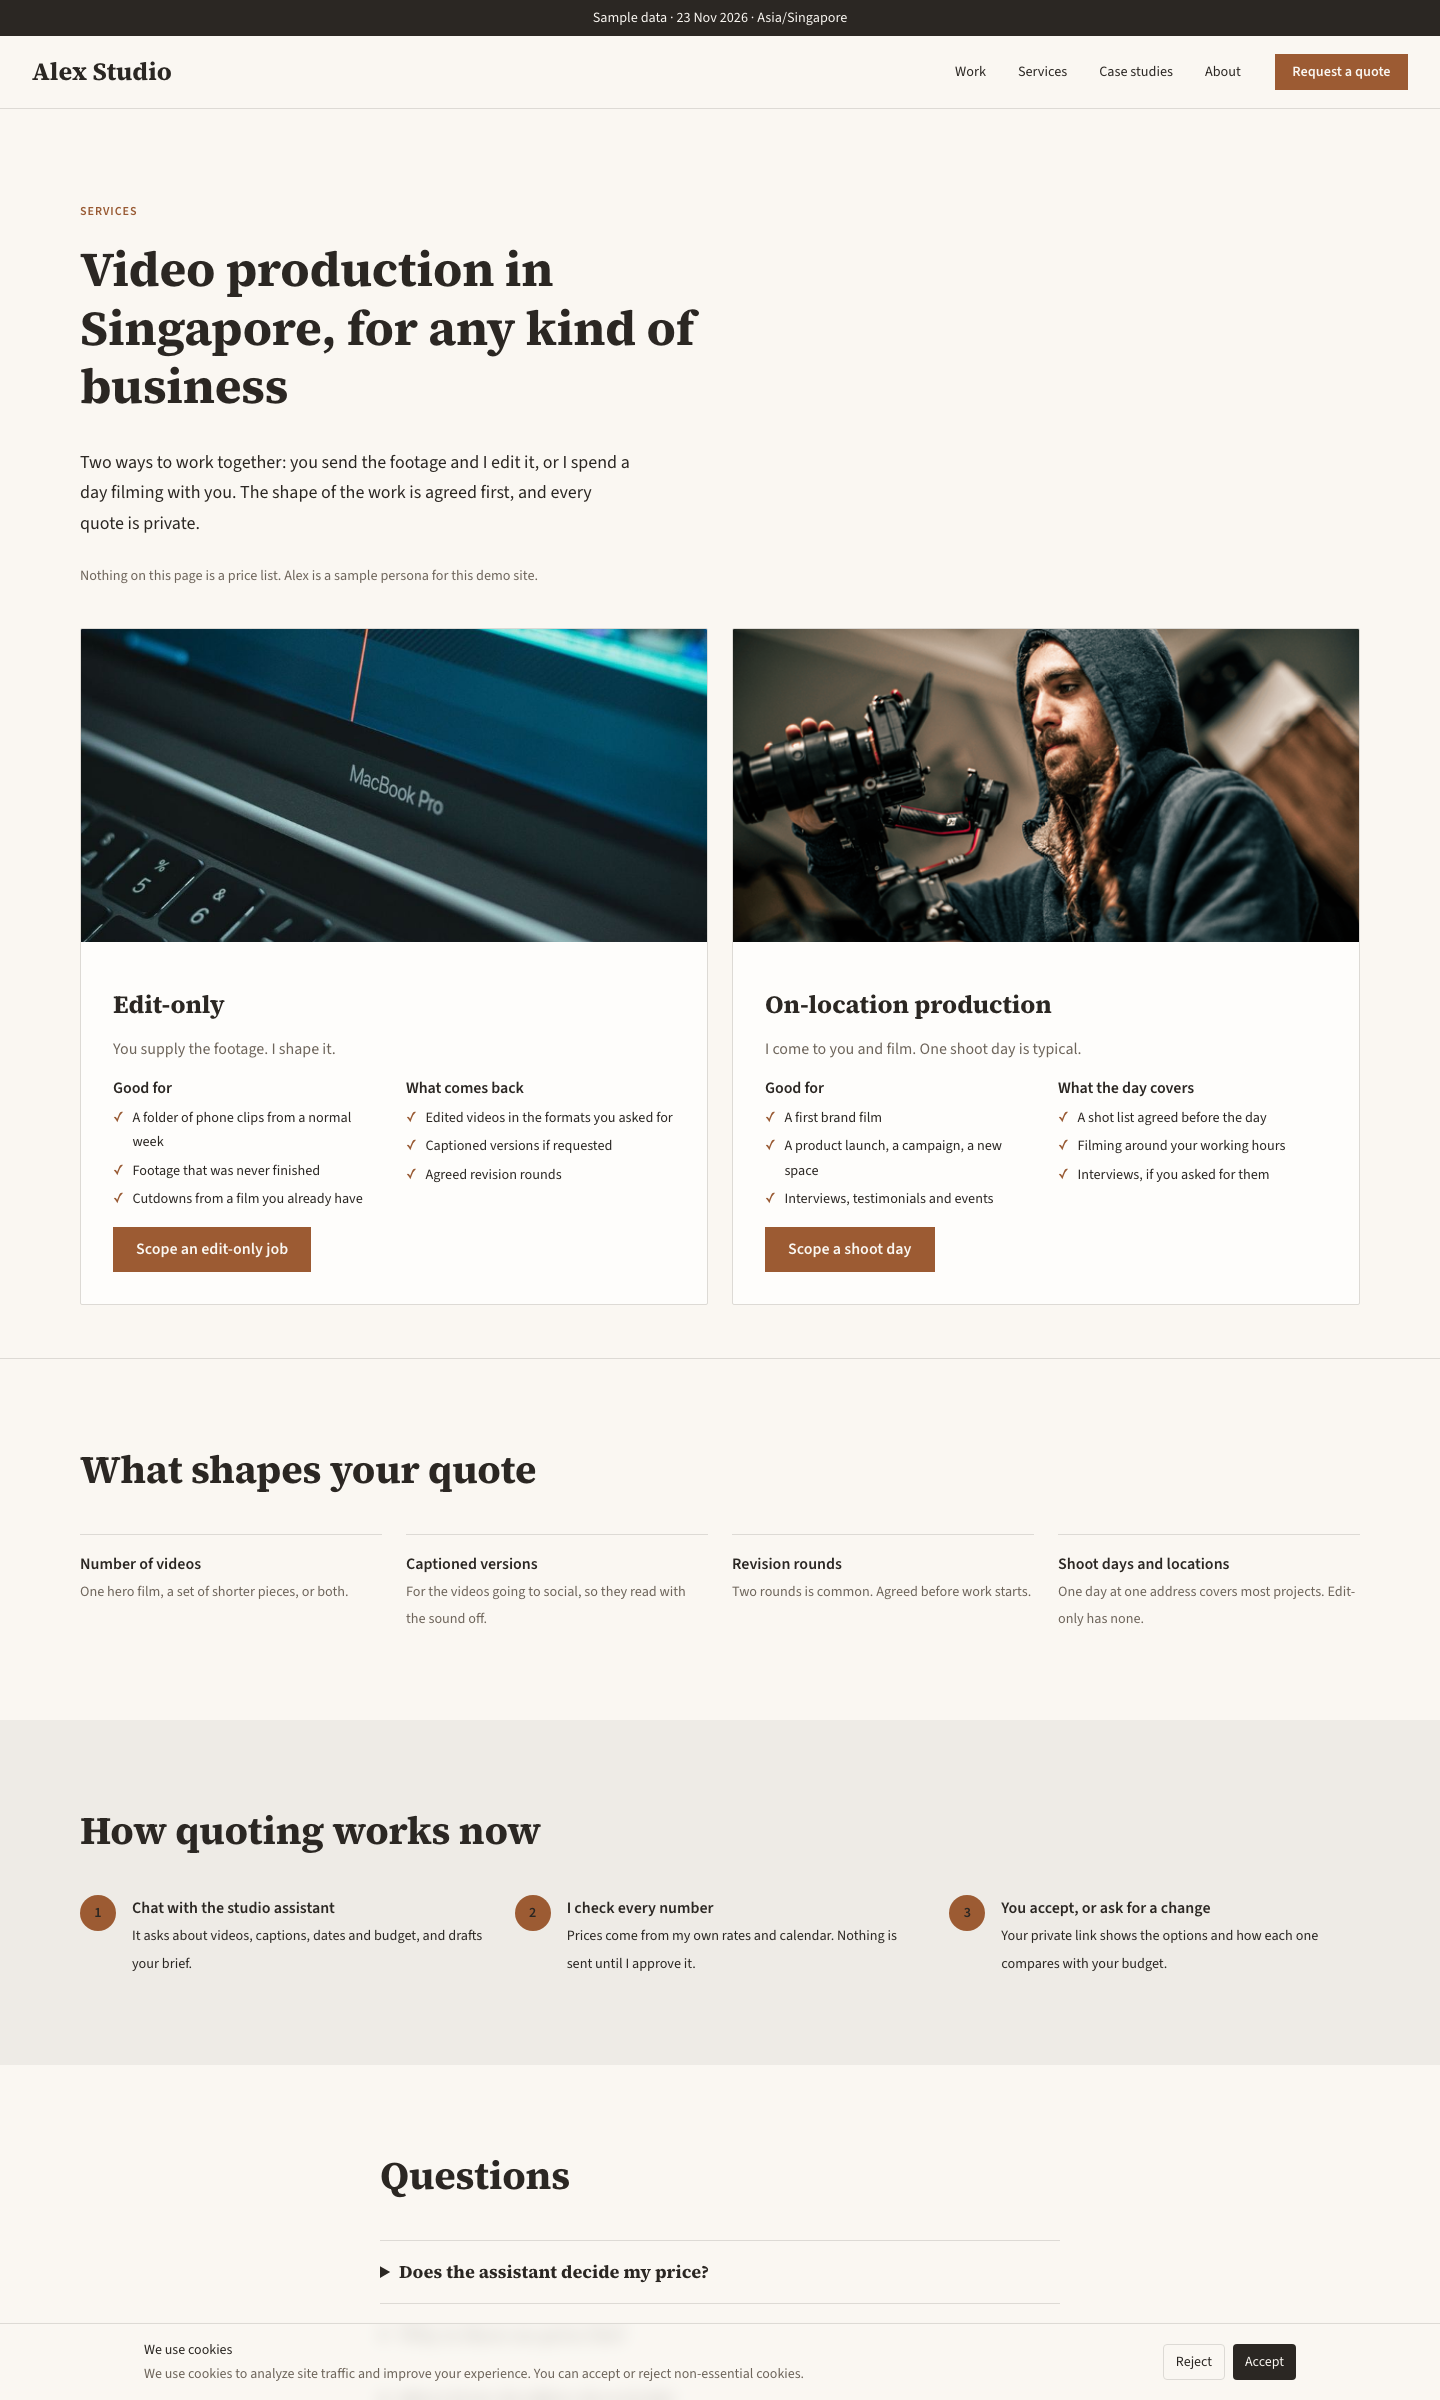 Sample data · 23 Nov 2026 · Asia/Singapore
Alex Studio
Work
Services
Case studies
About
Request a quote
SERVICES
Video production in
Singapore, for any kind of
business
Two ways to work together: you send the footage and I edit it, or I spend a
day filming with you. The shape of the work is agreed first, and every
quote is private.
Nothing on this page is a price list. Alex is a sample persona for this demo site.
MacBook Pro
%
5
&
6
Edit-only
You supply the footage. I shape it.
Good for
✓ A folder of phone clips from a normal
week
✓ Footage that was never finished
✓ Cutdowns from a film you already have
What comes back
✓ Edited videos in the formats you asked for
✓ Captioned versions if requested
✓ Agreed revision rounds
Scope an edit-only job
On-location production
I come to you and film. One shoot day is typical.
Good for
✓ A first brand film
✓ A product launch, a campaign, a new
space
✓ Interviews, testimonials and events
What the day covers
✓ A shot list agreed before the day
✓ Filming around your working hours
✓ Interviews, if you asked for them
Scope a shoot day
What shapes your quote
Number of videos
One hero film, a set of shorter pieces, or both.
Captioned versions
For the videos going to social, so they read with
the sound off.
Revision rounds
Two rounds is common. Agreed before work starts.
Shoot days and locations
One day at one address covers most projects. Edit-
only has none.
How quoting works now
1
Chat with the studio assistant
It asks about videos, captions, dates and budget, and drafts
your brief.
2
I check every number
Prices come from my own rates and calendar. Nothing is
sent until I approve it.
3
You accept, or ask for a change
Your private link shows the options and how each one
compares with your budget.
Questions
Does the assistant decide my price?
We use cookies
We use cookies to analyze site traffic and improve your experience. You can accept or reject non-essential cookies.
Reject
Accept